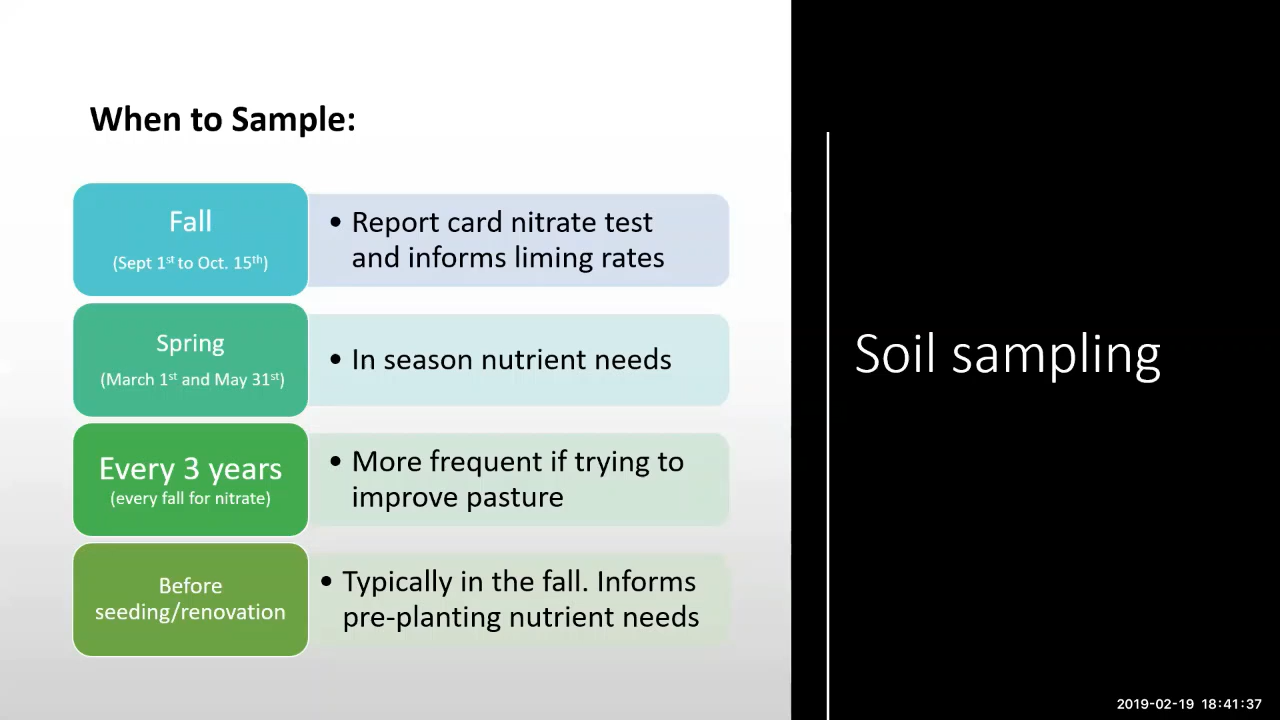 When to Sample:
Fall
(Sept 1st to Oct. 15th)
• Report card nitrate test
and informs liming rates
Spring
(March 1st and May 31st)
• In season nutrient needs
Every 3 years
(every fall for nitrate)
• More frequent if trying to
improve pasture
Before
seeding/renovation
• Typically in the fall. Informs
pre-planting nutrient needs
Soil sampling
2019-02-19 18:41:37